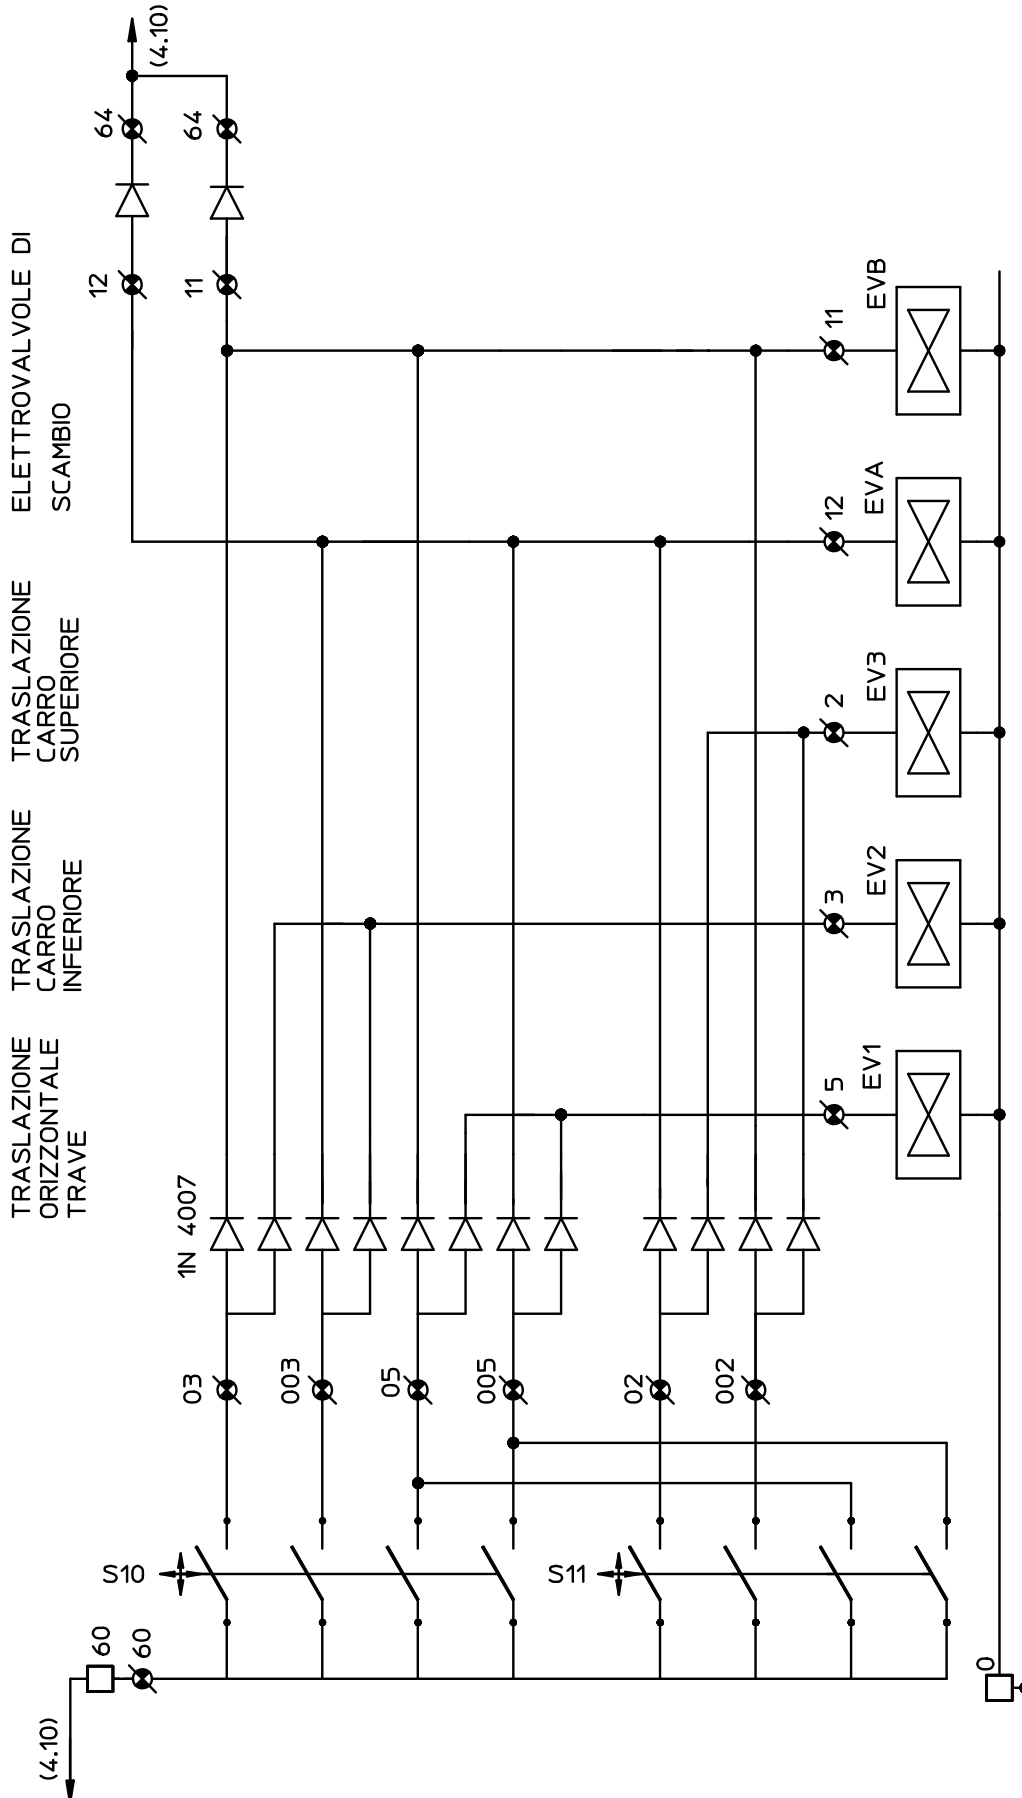 (4.10)
64
64
12
11
ELETTROVALVOLE DI
SCAMBIO
TRASLAZIONE
CARRO
SUPERIORE
TRASLAZIONE
CARRO
INFERIORE
TRASLAZIONE
ORIZZONTALE
TRAVE
11
EVB
12
EVA
2
EV3
3
EV2
5
EV1
1N 4007
03
003
05
005
02
002
S10
S11
60
60
(4.10)
0